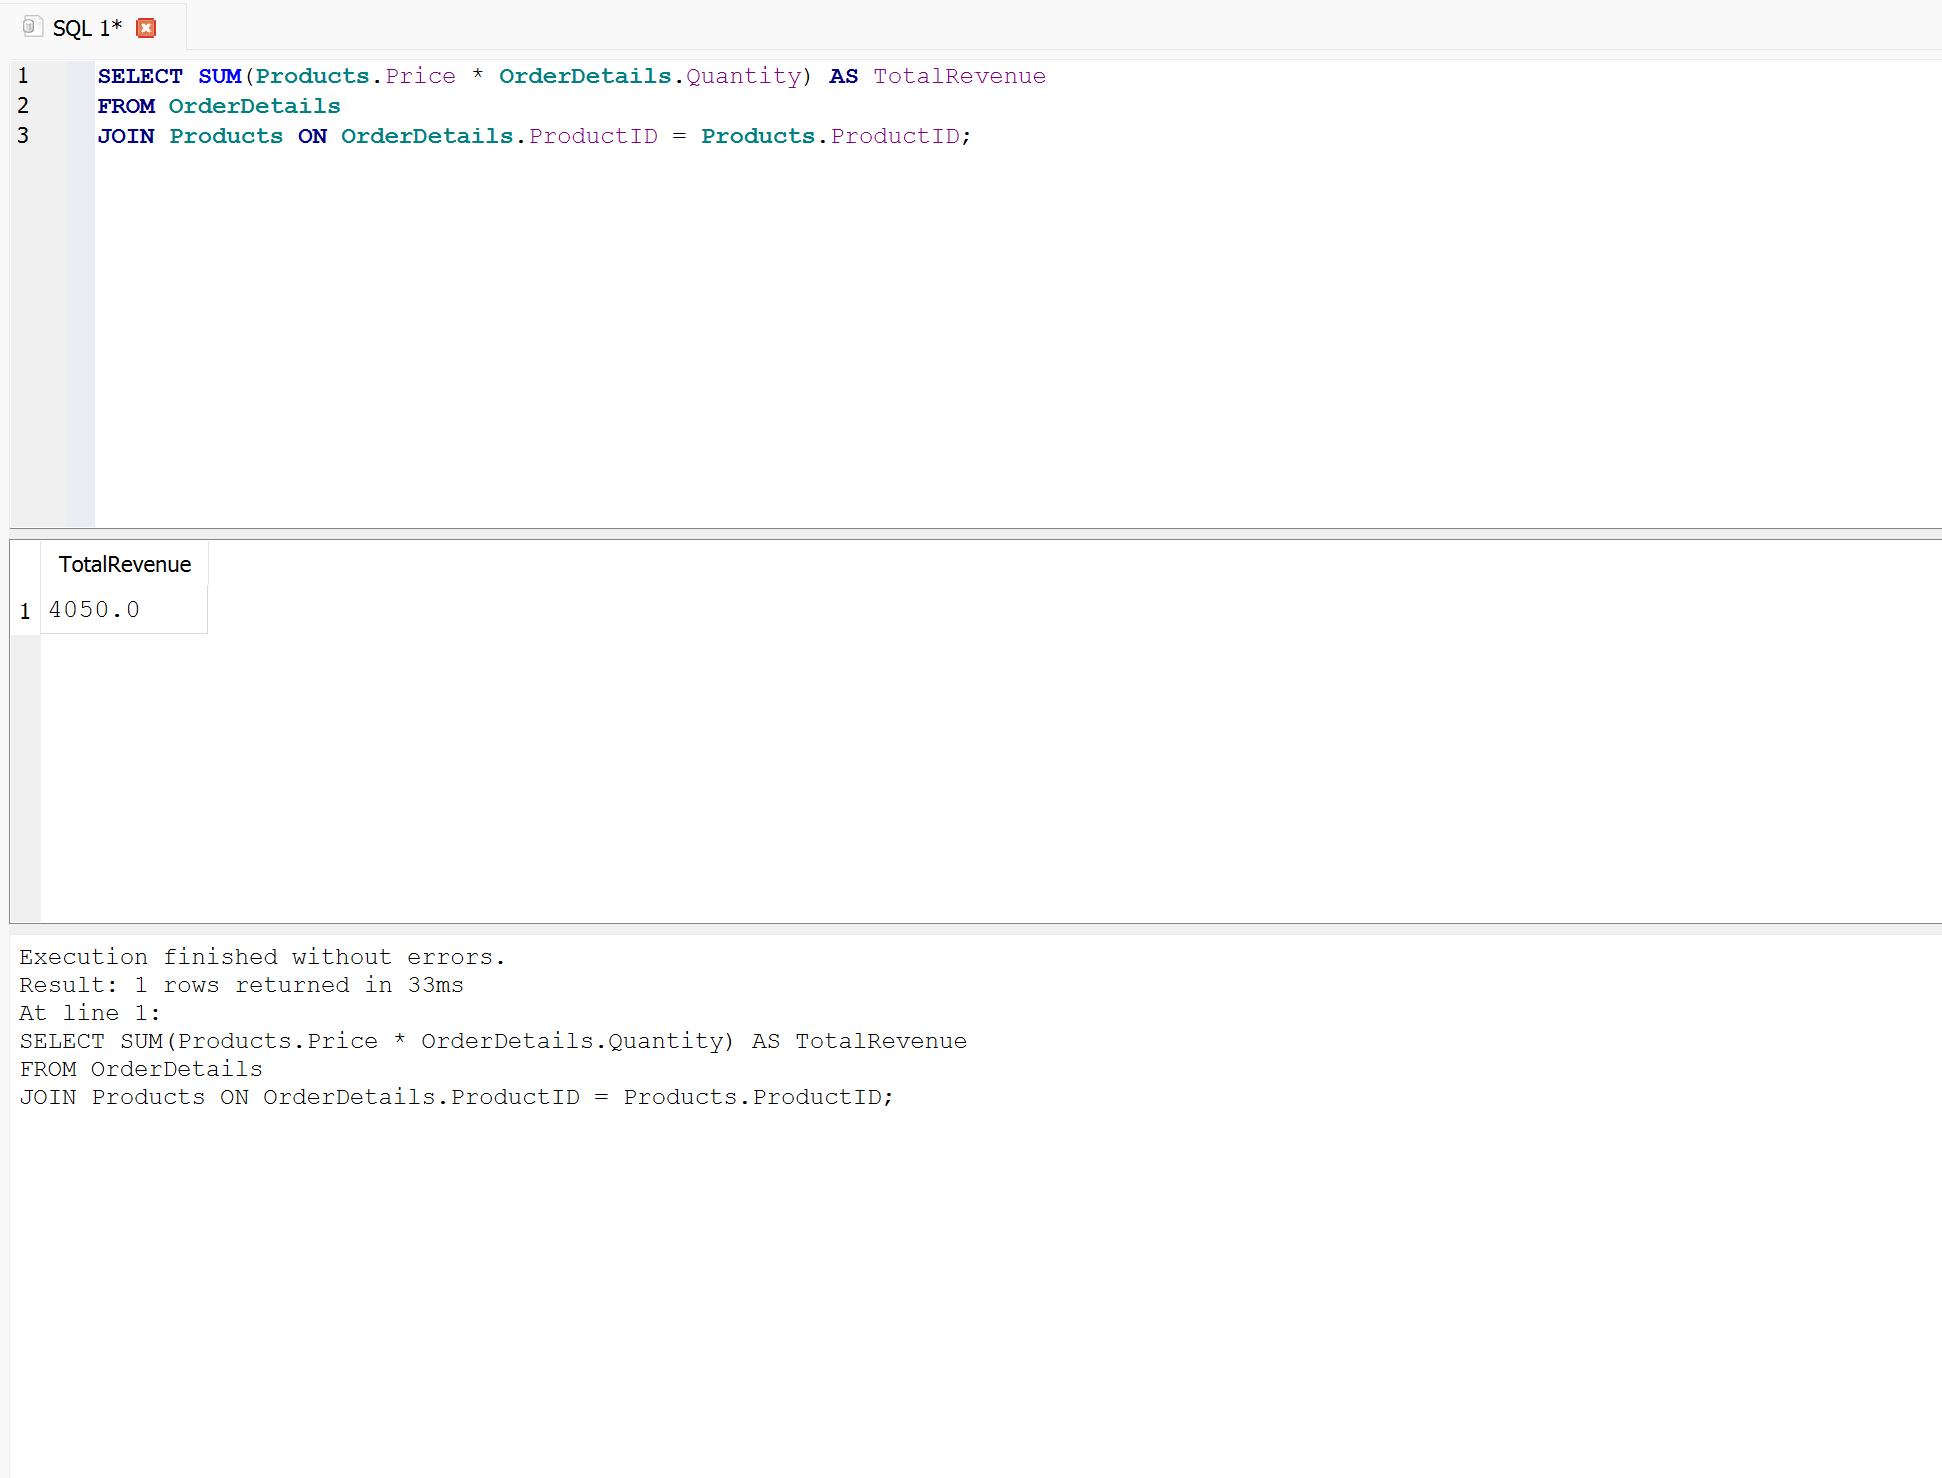 SQL 1*
1 SELECT SUM(Products.Price * OrderDetails.Quantity) AS TotalRevenue
2 FROM OrderDetails
3 JOIN Products ON OrderDetails.ProductID = Products.ProductID;
TotalRevenue
1 4050.0
Execution finished without errors.
Result: 1 rows returned in 33ms
At line 1:
SELECT SUM(Products.Price * OrderDetails.Quantity) AS TotalRevenue
FROM OrderDetails
JOIN Products ON OrderDetails.ProductID = Products.ProductID;